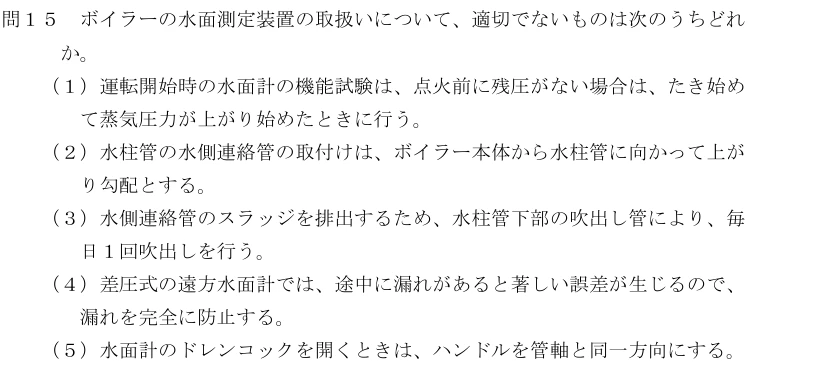 問１５　ボイラーの水面測定装置の取扱いについて、適切でないものは次のうちどれ
か。
（１）運転開始時の水面計の機能試験は、点火前に残圧がない場合は、たき始め
て蒸気圧力が上がり始めたときに行う。
（２）水柱管の水側連絡管の取付けは、ボイラー本体から水柱管に向かって上が
り勾配とする。
（３）水側連絡管のスラッジを排出するため、水柱管下部の吹出し管により、毎
日１回吹出しを行う。
（４）差圧式の遠方水面計では、途中に漏れがあると著しい誤差が生じるので、
漏れを完全に防止する。
（５）水面計のドレンコックを開くときは、ハンドルを管軸と同一方向にする。